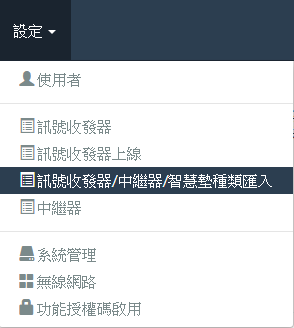 設定
使用者
訊號收發器
訊號收發器上線
訊號收發器/中繼器/智慧墊種類匯入
中繼器
系統管理
無線網路
功能授權碼啟用